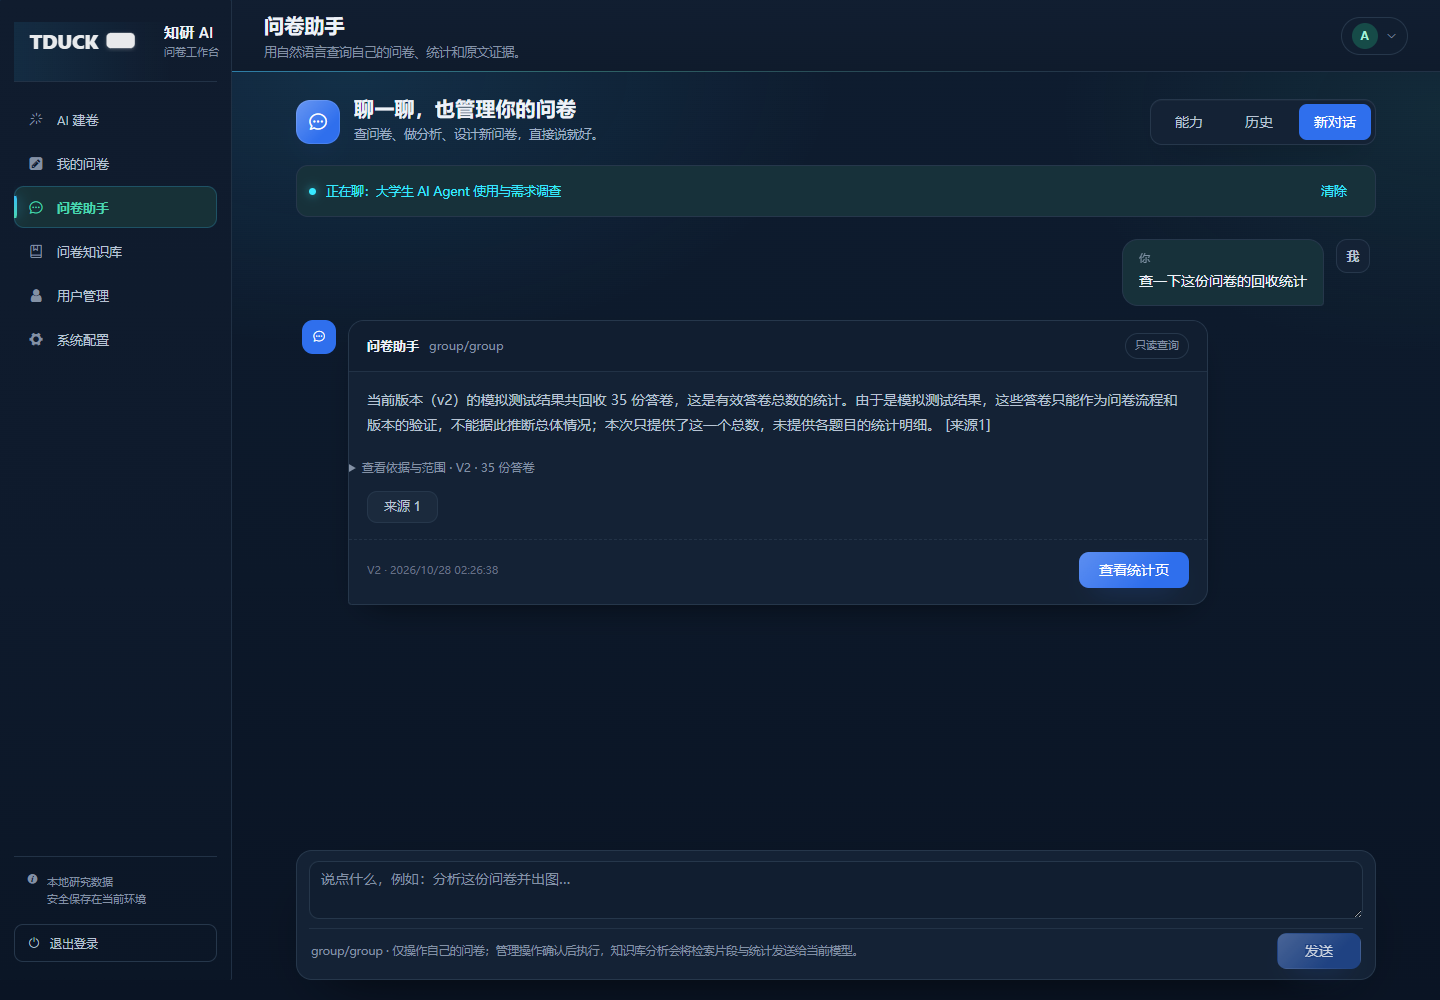 TDUCK
知研 AI
问卷工作台
AI 建卷
我的问卷
问卷助手
问卷知识库
用户管理
系统配置
本地研究数据
安全保存在当前环境
退出登录
问卷助手
用自然语言查询自己的问卷、统计和原文证据。
A
聊一聊，也管理你的问卷
查问卷、做分析、设计新问卷，直接说就好。
能力
历史
新对话
正在聊：大学生 AI Agent 使用与需求调查
清除
你
查一下这份问卷的回收统计
我
问卷助手 group/group
只读查询
当前版本（v2）的模拟测试结果共回收 35 份答卷，这是有效答卷总数的统计。由于是模拟测试结果，这些答卷只能作为问卷流程和
版本的验证，不能据此推断总体情况；本次只提供了这一个总数，未提供各题目的统计明细。 [来源1]
查看依据与范围 · V2 · 35 份答卷
来源 1
V2 · 2026/10/28 02:26:38
查看统计页
说点什么，例如：分析这份问卷并出图...
group/group · 仅操作自己的问卷；管理操作确认后执行，知识库分析会将检索片段与统计发送给当前模型。
发送